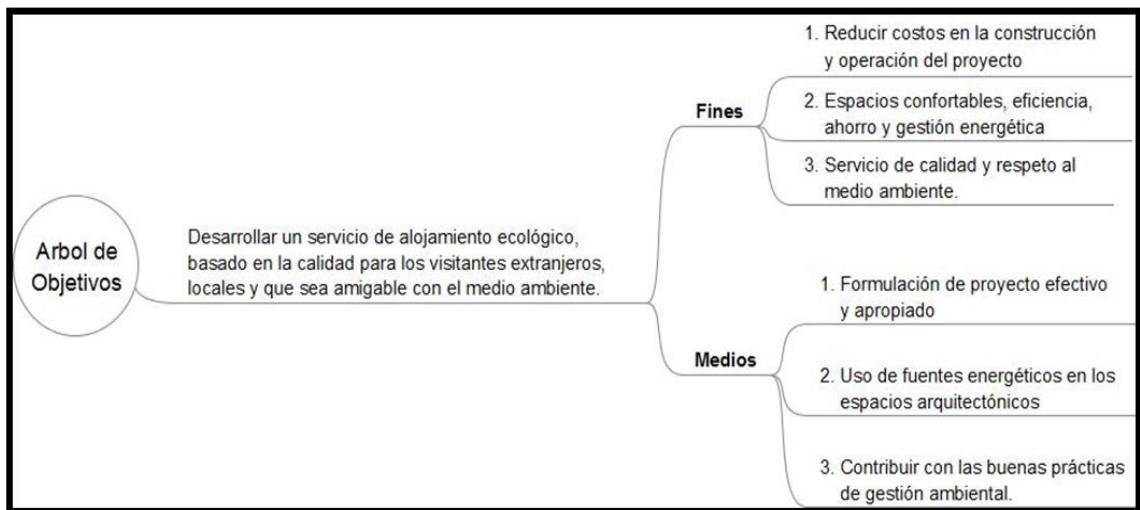 Arbol de
Objetivos
Desarrollar un servicio de alojamiento ecológico,
basado en la calidad para los visitantes extranjeros,
locales y que sea amigable con el medio ambiente.
Fines
1. Reducir costos en la construcción
y operación del proyecto
2. Espacios confortables, eficiencia,
ahorro y gestión energética
3. Servicio de calidad y respeto al
medio ambiente.
Medios
1. Formulación de proyecto efectivo
y apropiado
2. Uso de fuentes energéticos en los
espacios arquitectónicos
3. Contribuir con las buenas prácticas
de gestión ambiental.